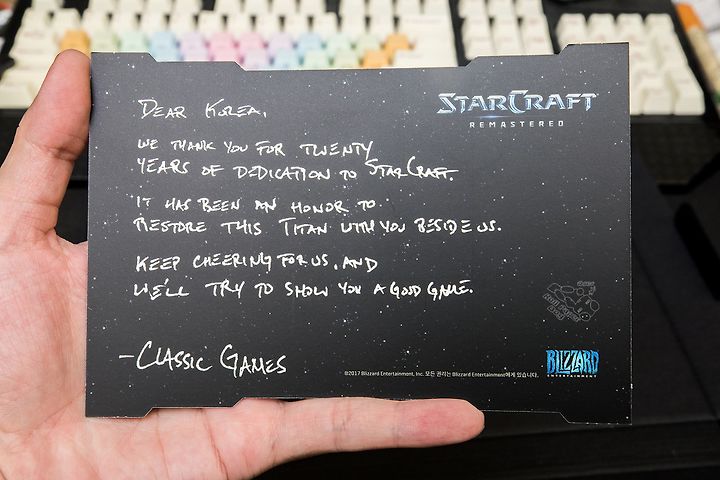 DEAR KOREA,
STARCRAFT
REMASTERED
WE THANK YOU FOR TWENTY
YEARS OF DEDICATION TO STARCRAFT.
IT HAS BEEN AN HONOR TO
RESTORE THIS TITAN WITH YOU BESIDE US.
KEEP CHEERING FOR US, AND
WE'LL TRY TO SHOW YOU A GOOD GAME.
-CLASSIC GAMES
BLIZZARD
ENTERTAINMENT
©2017 Blizzard Entertainment, Inc. 모든 권리는 Blizzard Entertainment에게 있습니다.